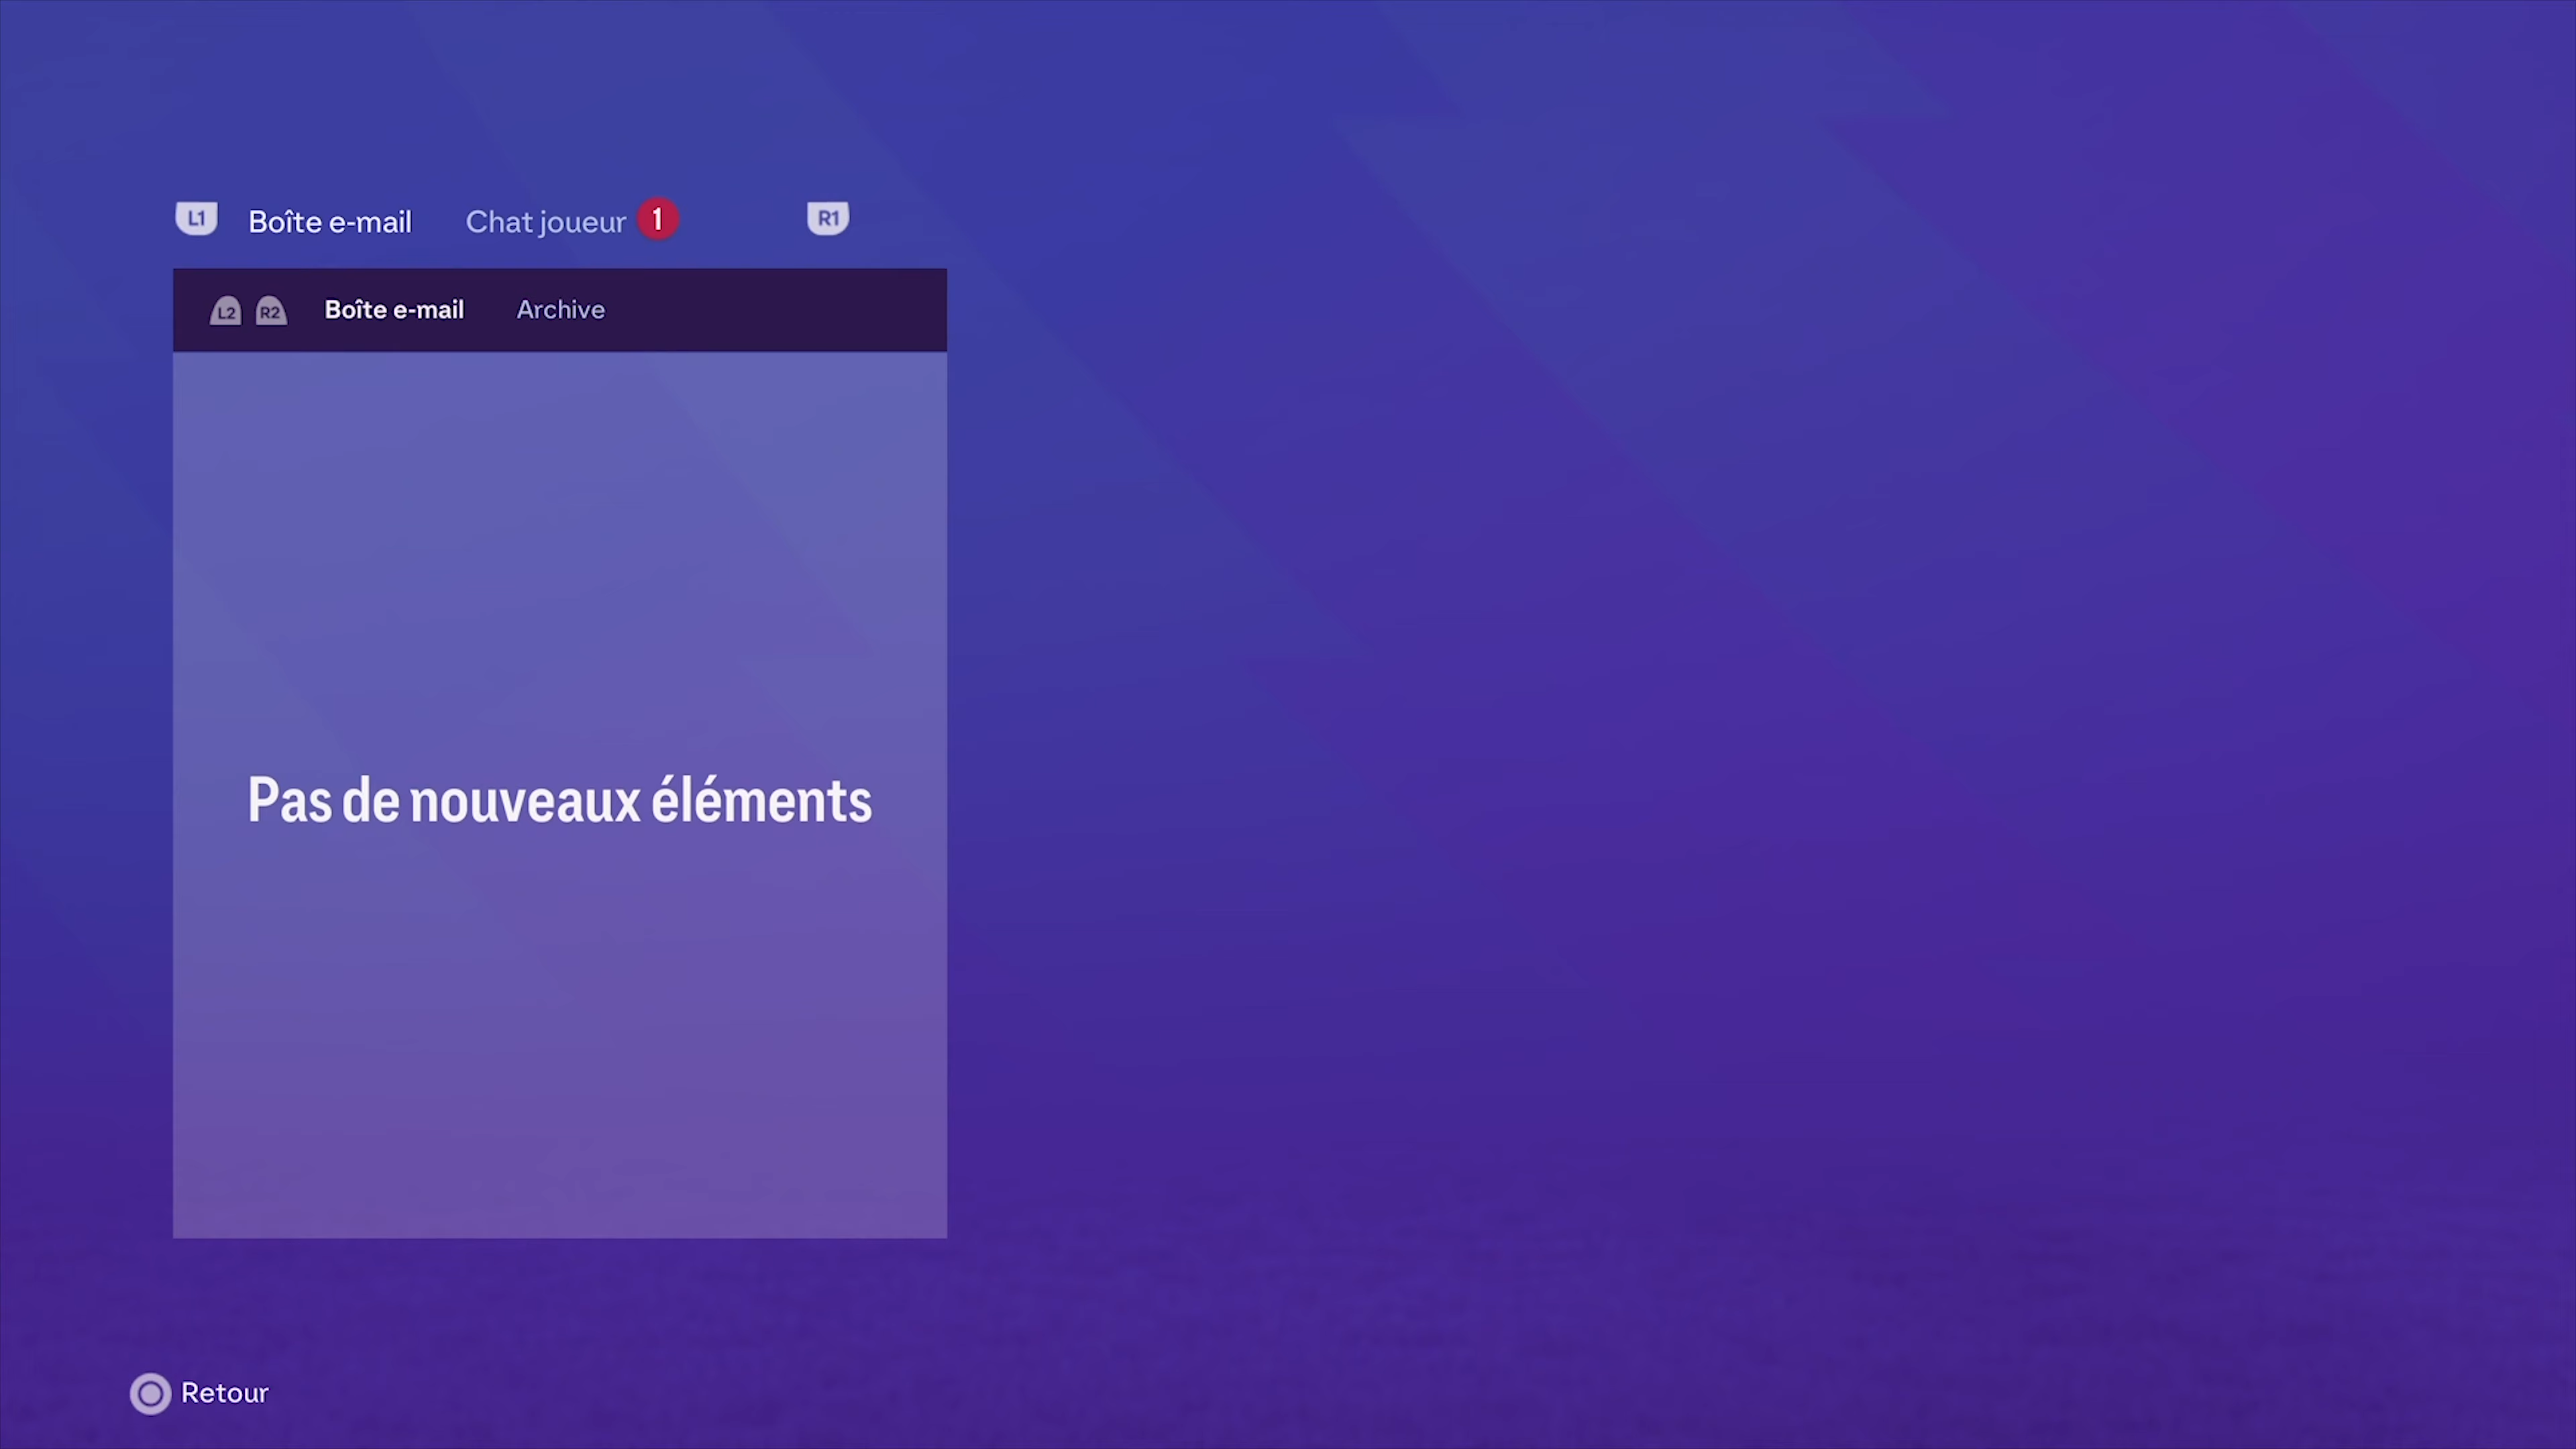 L1 Boîte e-mail Chat joueur 1 R1
L2 R2 Boîte e-mail Archive
Pas de nouveaux éléments
Retour